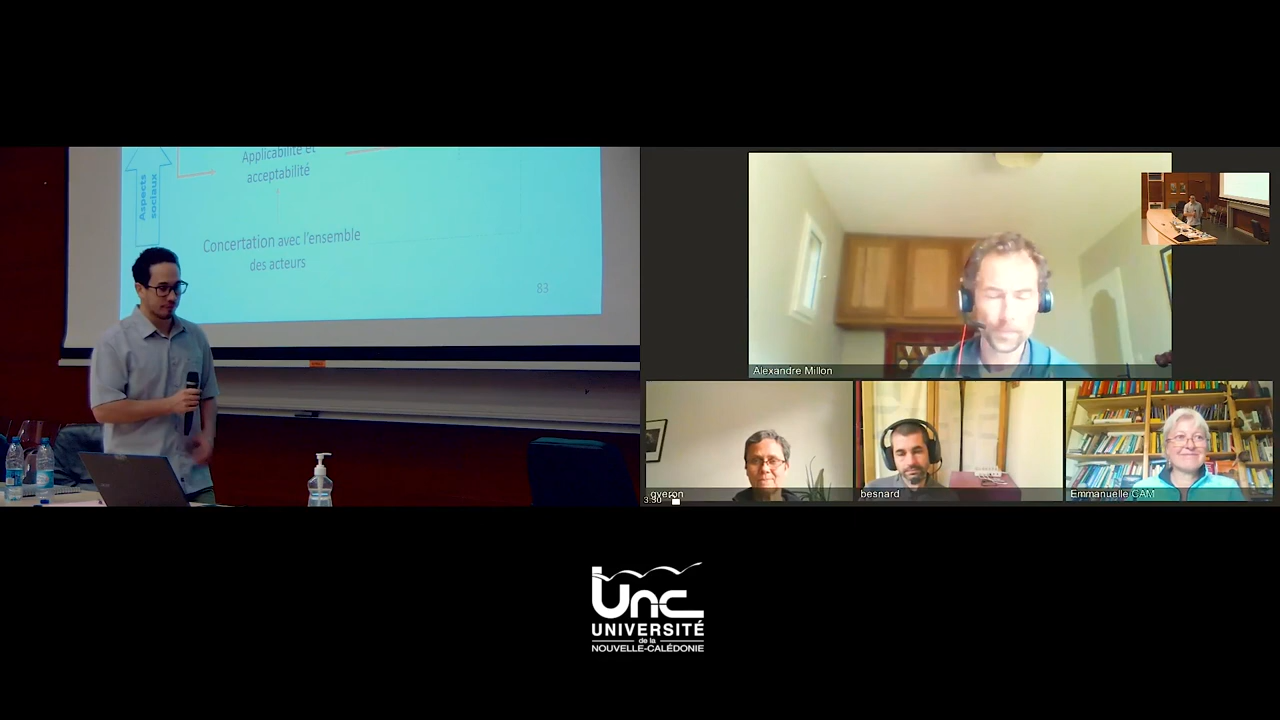 Aspects
sociaux
Applicabilité et
acceptabilité
Concertation avec l'ensemble
des acteurs
83
Alexandre Millon
gveron
besnard
Emmanuelle CAM
Unc
UNIVERSITÉ
de la
NOUVELLE-CALÉDONIE